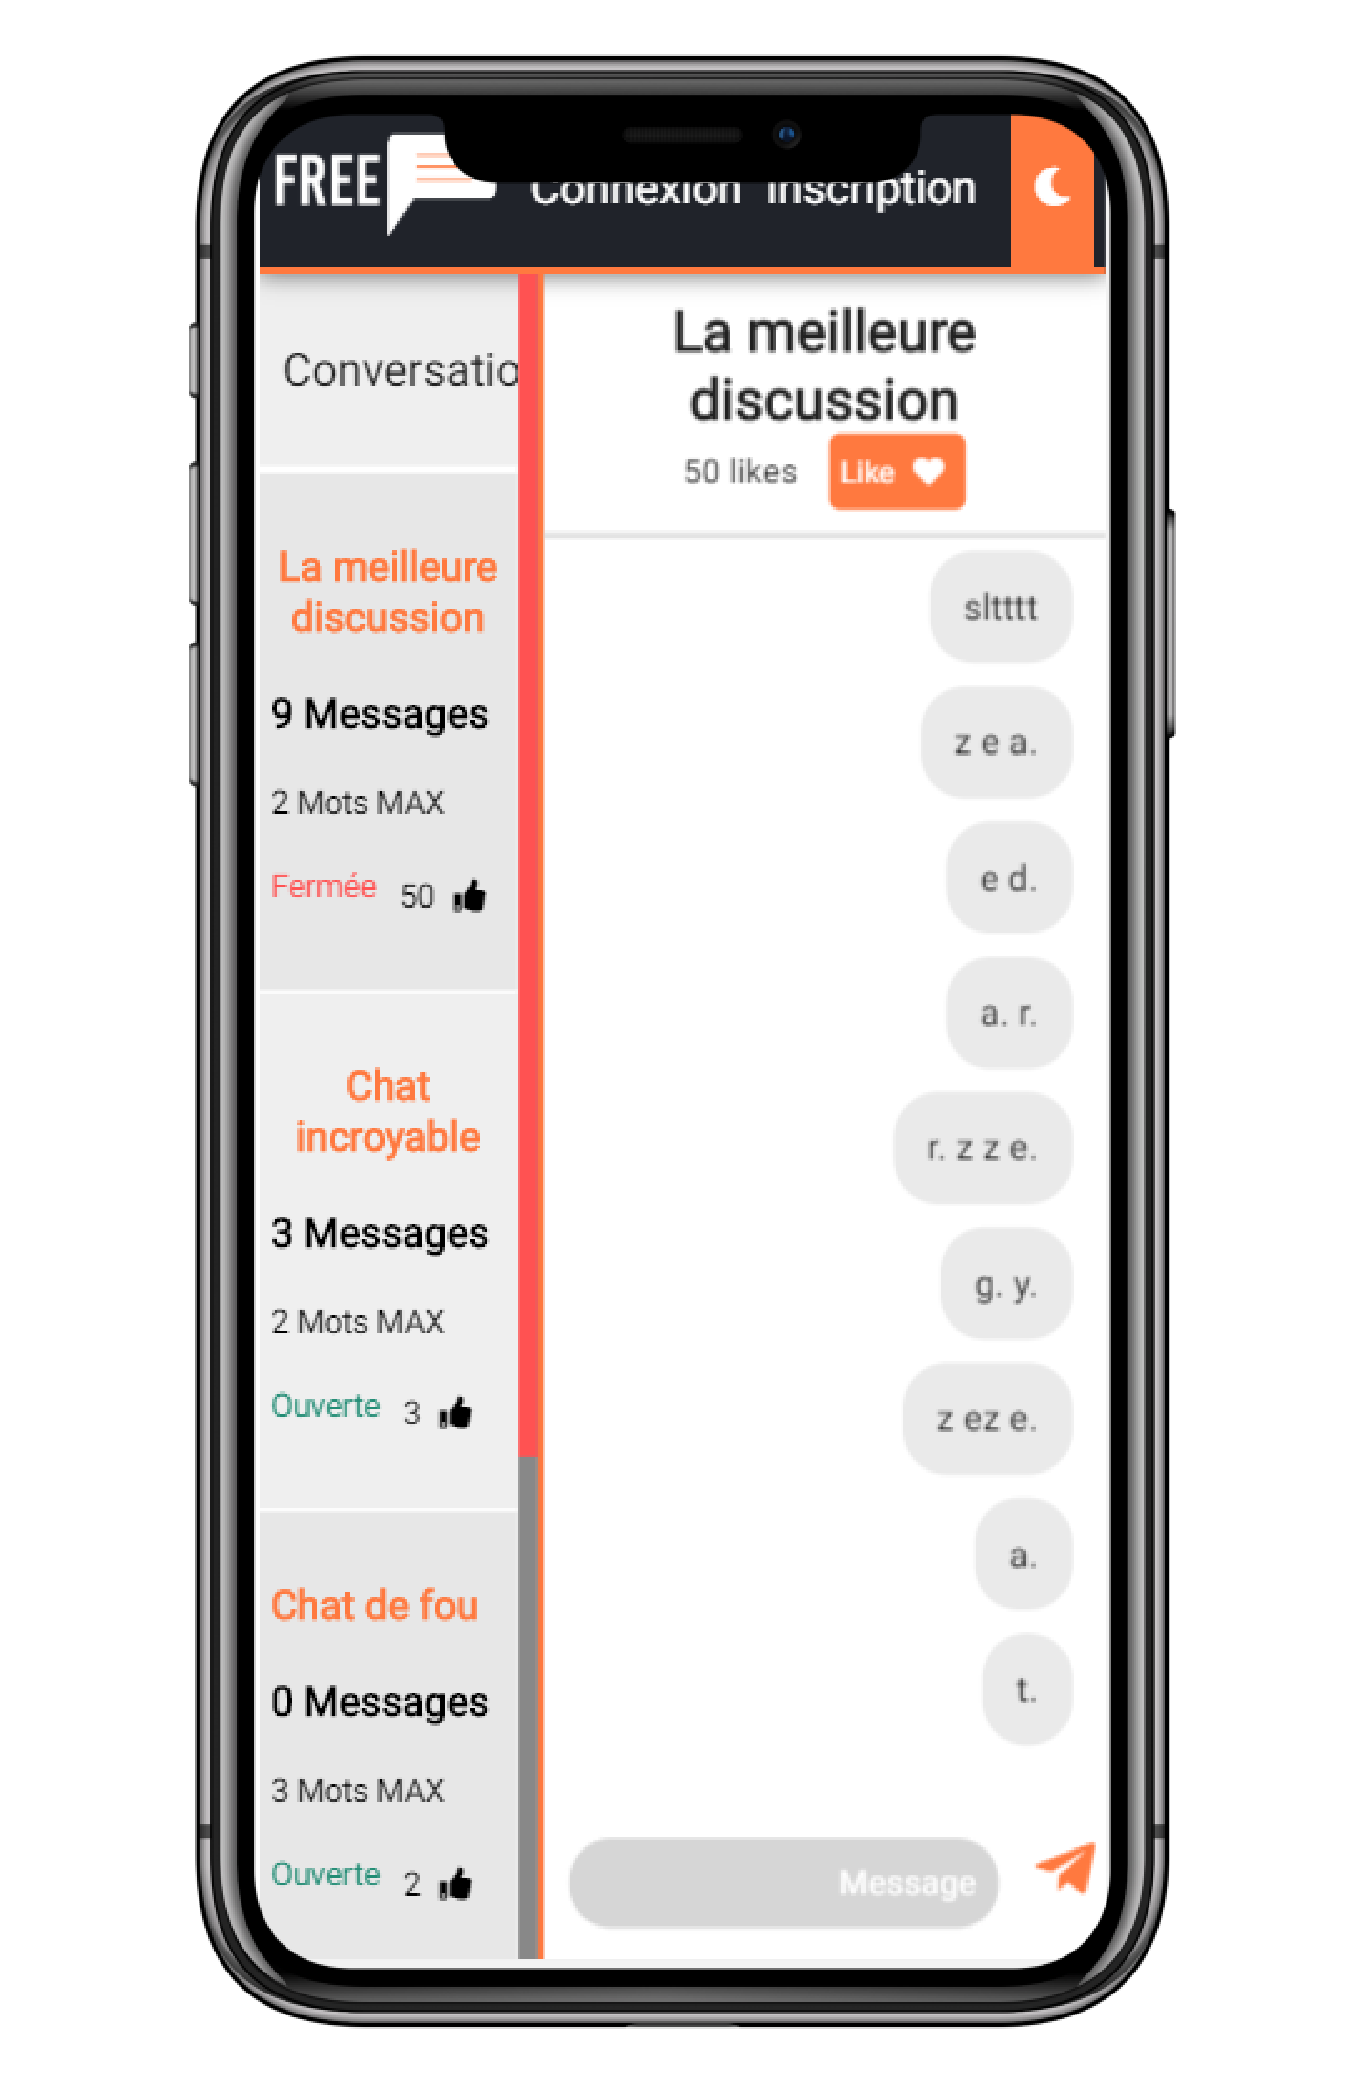 FREE
Connexion Inscription
Conversatio
La meilleure
discussion
9 Messages
2 Mots MAX
Fermée 50
Chat
incroyable
3 Messages
2 Mots MAX
Ouverte 3
Chat de fou
0 Messages
3 Mots MAX
Ouverte 2
La meilleure
discussion
50 likes Like
sltttt
z e a.
e d.
a. r.
r. z z e.
g. y.
z ez e.
a.
t.
Message